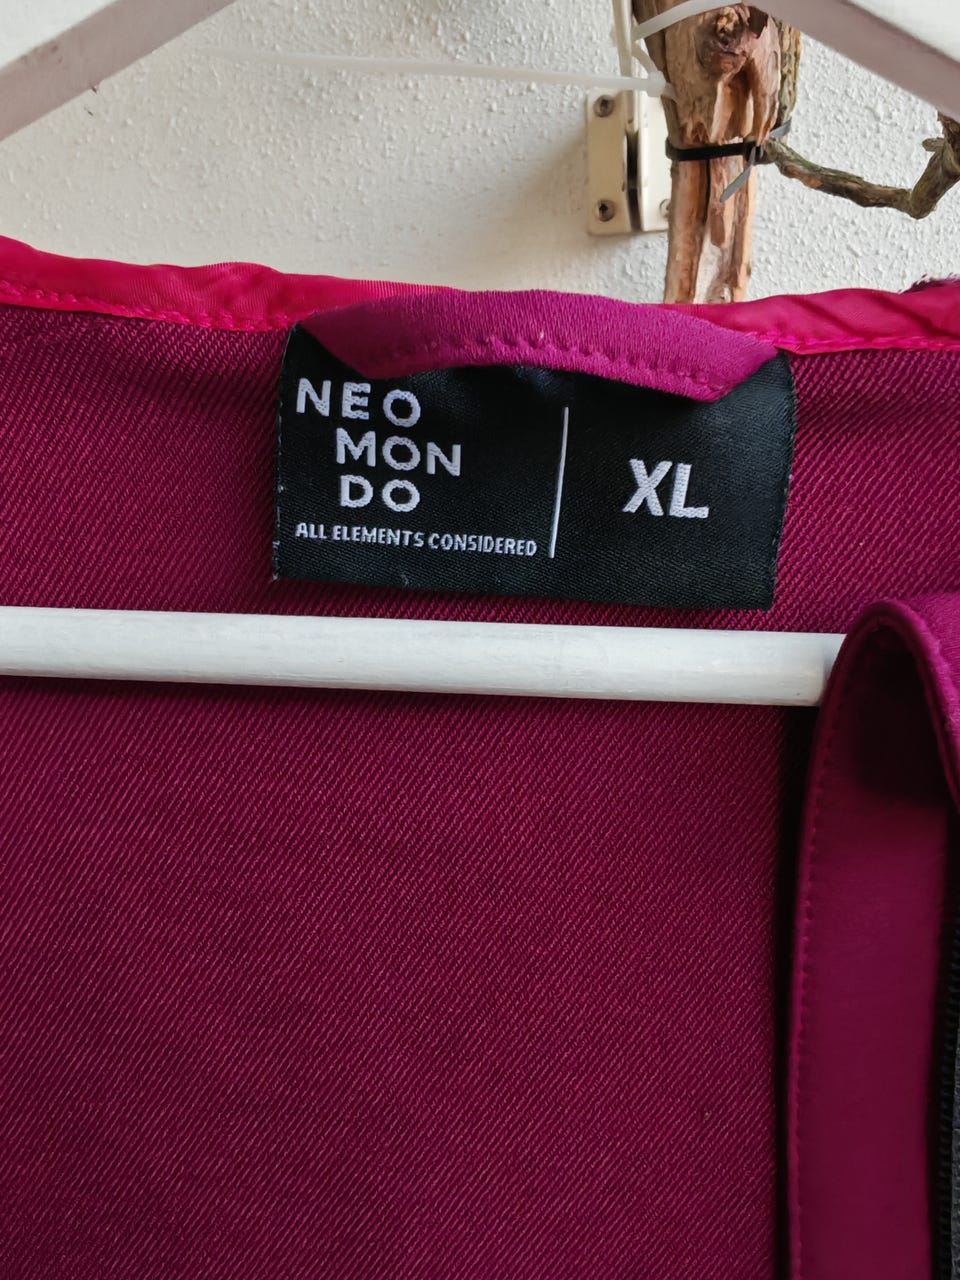 NEO
MON
DO
ALL ELEMENTS CONSIDERED
XL